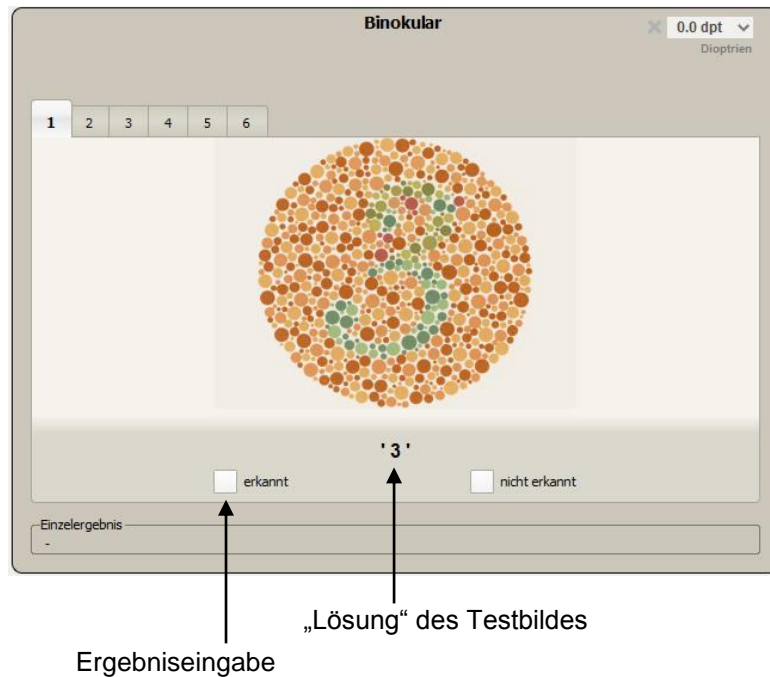 Binokular
0.0 dpt
Dioptrien
1 2 3 4 5 6
' 3 '
erkannt nicht erkannt
Einzelergebnis
-
„Lösung“ des Testbildes
Ergebniseingabe